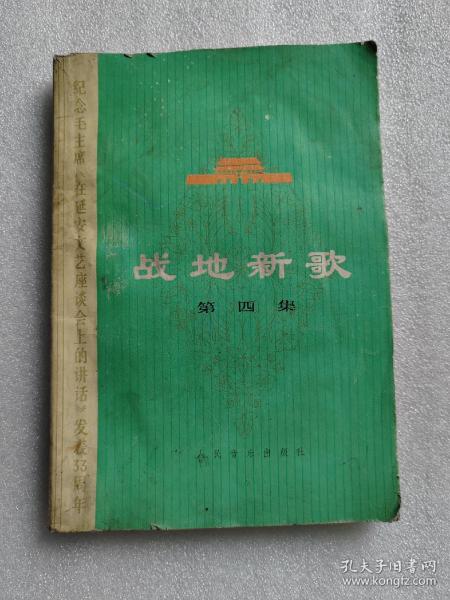 纪念毛主席《在延安文艺座谈会上的讲话》发表33周年
战地新歌
第四集
人民音乐出版社
孔夫子旧书网
www.kongfz.com